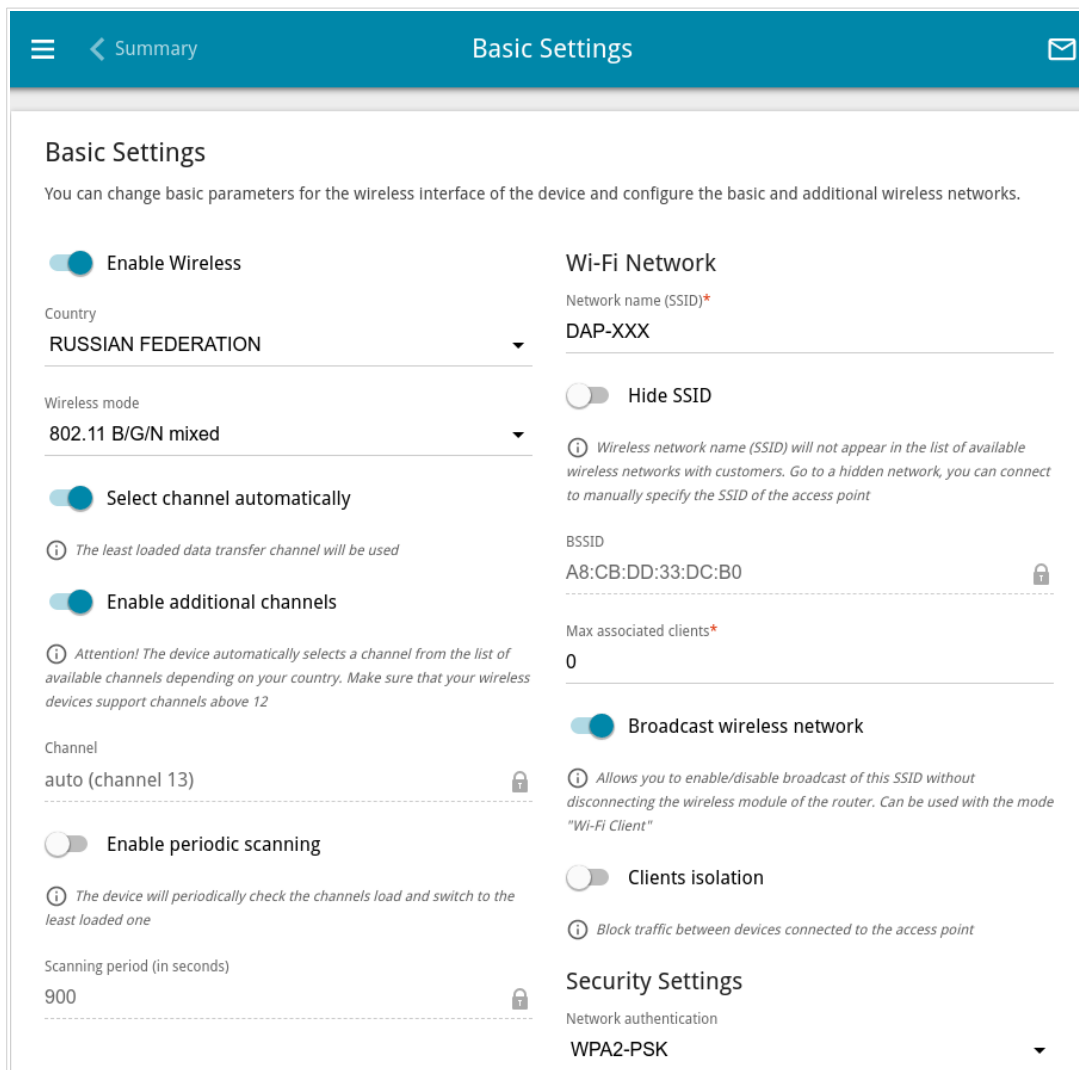 Summary
Basic Settings
Basic Settings
You can change basic parameters for the wireless interface of the device and configure the basic and additional wireless networks.
Enable Wireless
Country
RUSSIAN FEDERATION
Wireless mode
802.11 B/G/N mixed
Select channel automatically
The least loaded data transfer channel will be used
Enable additional channels
Attention! The device automatically selects a channel from the list of
available channels depending on your country. Make sure that your wireless
devices support channels above 12
Channel
auto (channel 13)
Enable periodic scanning
The device will periodically check the channels load and switch to the
least loaded one
Scanning period (in seconds)
900
Wi-Fi Network
Network name (SSID)*
DAP-XXX
Hide SSID
Wireless network name (SSID) will not appear in the list of available
wireless networks with customers. Go to a hidden network, you can connect
to manually specify the SSID of the access point
BSSID
A8:CB:DD:33:DC:B0
Max associated clients*
0
Broadcast wireless network
Allows you to enable/disable broadcast of this SSID without
disconnecting the wireless module of the router. Can be used with the mode
"Wi-Fi Client"
Clients isolation
Block traffic between devices connected to the access point
Security Settings
Network authentication
WPA2-PSK